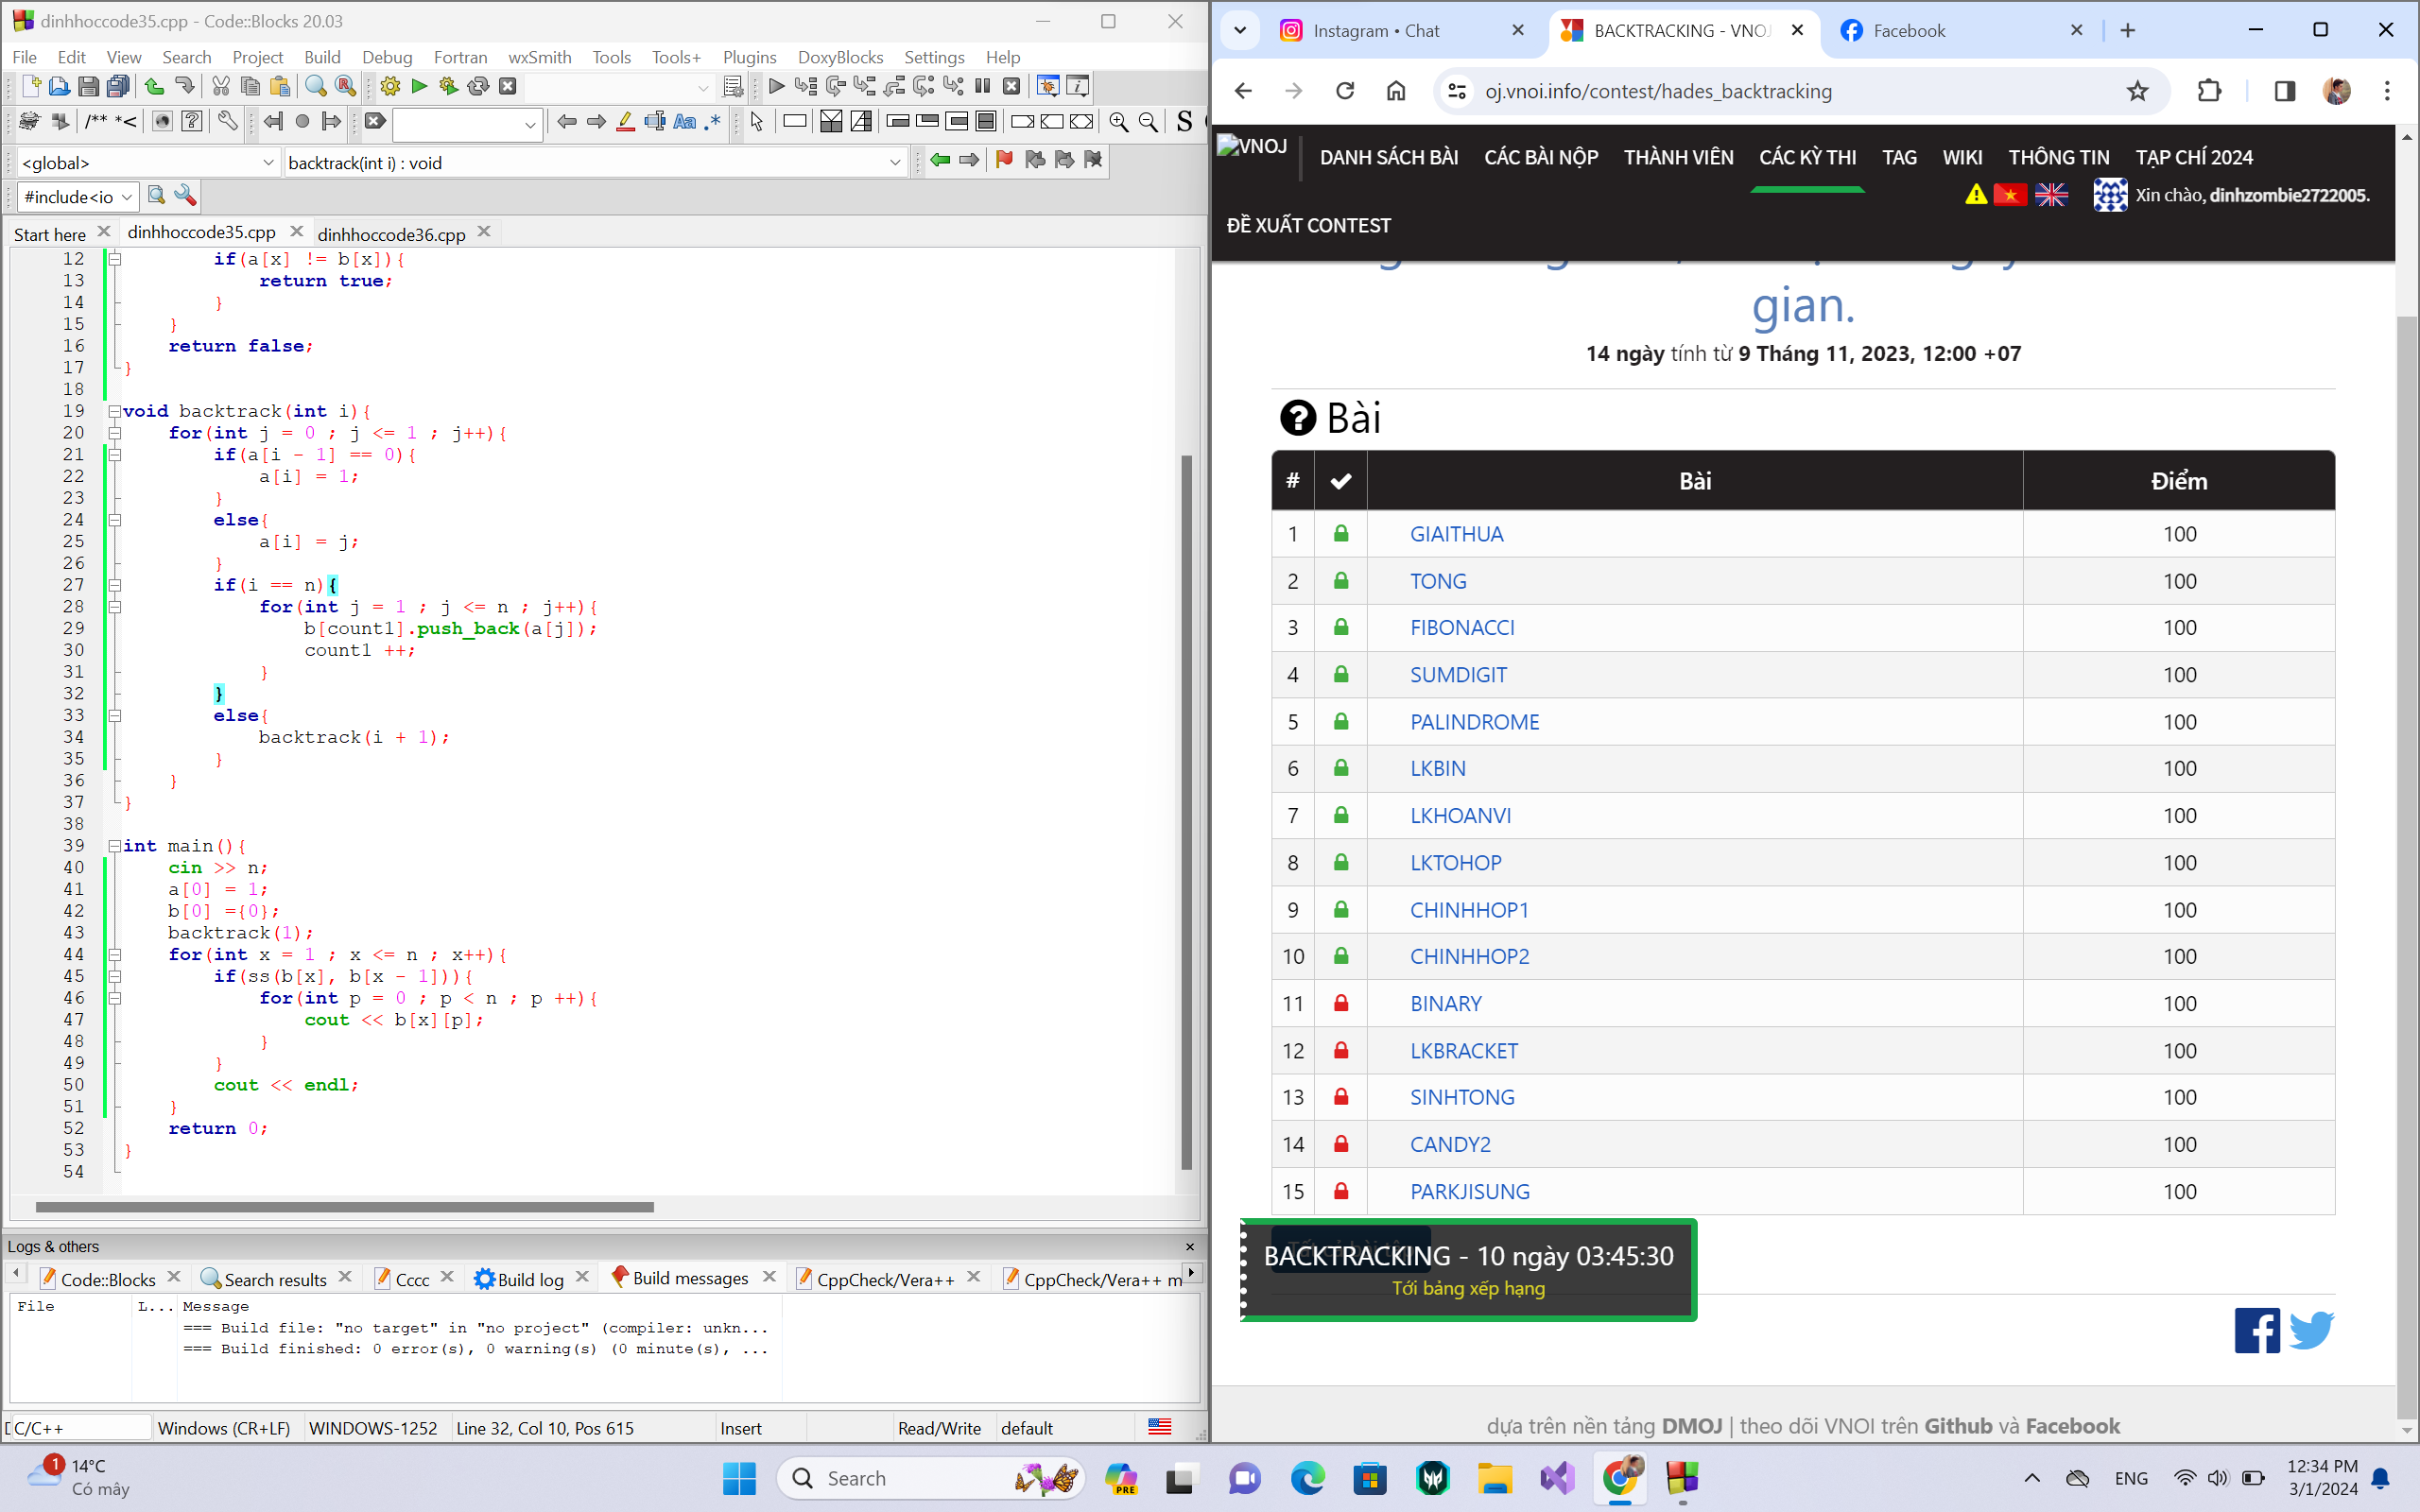 dinhhoccode35.cpp - Code::Blocks 20.03
File Edit View Search Project Build Debug Fortran wxSmith Tools Tools+ Plugins DoxyBlocks Settings Help
/** *<
Aa .* S
<global> backtrack(int i) : void
#include<io
Start here dinhhoccode35.cpp dinhhoccode36.cpp
12 if(a[x] != b[x]){
13 return true;
14 }
15 }
16 return false;
17 }
18
19 void backtrack(int i){
20 for(int j = 0 ; j <= 1 ; j++){
21 if(a[i - 1] == 0){
22 a[i] = 1;
23 }
24 else{
25 a[i] = j;
26 }
27 if(i == n){
28 for(int j = 1 ; j <= n ; j++){
29 b[count1].push_back(a[j]);
30 count1 ++;
31 }
32 }
33 else{
34 backtrack(i + 1);
35 }
36 }
37 }
38
39 int main(){
40 cin >> n;
41 a[0] = 1;
42 b[0] ={0};
43 backtrack(1);
44 for(int x = 1 ; x <= n ; x++){
45 if(ss(b[x], b[x - 1])){
46 for(int p = 0 ; p < n ; p ++){
47 cout << b[x][p];
48 }
49 }
50 cout << endl;
51 }
52 return 0;
53 }
54
Logs & others
Code::Blocks Search results Cccc Build log Build messages CppCheck/Vera++ CppCheck/Vera++ m
File L... Message
=== Build file: "no target" in "no project" (compiler: unkn...
=== Build finished: 0 error(s), 0 warning(s) (0 minute(s), ...
C/C++ Windows (CR+LF) WINDOWS-1252 Line 32, Col 10, Pos 615 Insert Read/Write default
Instagram • Chat BACKTRACKING - VNOJ Facebook
oj.vnoi.info/contest/hades_backtracking
VNOJ DANH SÁCH BÀI CÁC BÀI NỘP THÀNH VIÊN CÁC KỲ THI TAG WIKI THÔNG TIN TẠP CHÍ 2024
Xin chào, dinhzombie2722005.
ĐỀ XUẤT CONTEST
gian.
14 ngày tính từ 9 Tháng 11, 2023, 12:00 +07
Bài
# Bài Điểm
1 GIAITHUA 100
2 TONG 100
3 FIBONACCI 100
4 SUMDIGIT 100
5 PALINDROME 100
6 LKBIN 100
7 LKHOANVI 100
8 LKTOHOP 100
9 CHINHHOP1 100
10 CHINHHOP2 100
11 BINARY 100
12 LKBRACKET 100
13 SINHTONG 100
14 CANDY2 100
15 PARKJISUNG 100
BACKTRACKING - 10 ngày 03:45:30
Tới bảng xếp hạng
dựa trên nền tảng DMOJ | theo dõi VNOI trên Github và Facebook
1 14°C
Có mây
Search
PRE
ENG
12:34 PM
3/1/2024